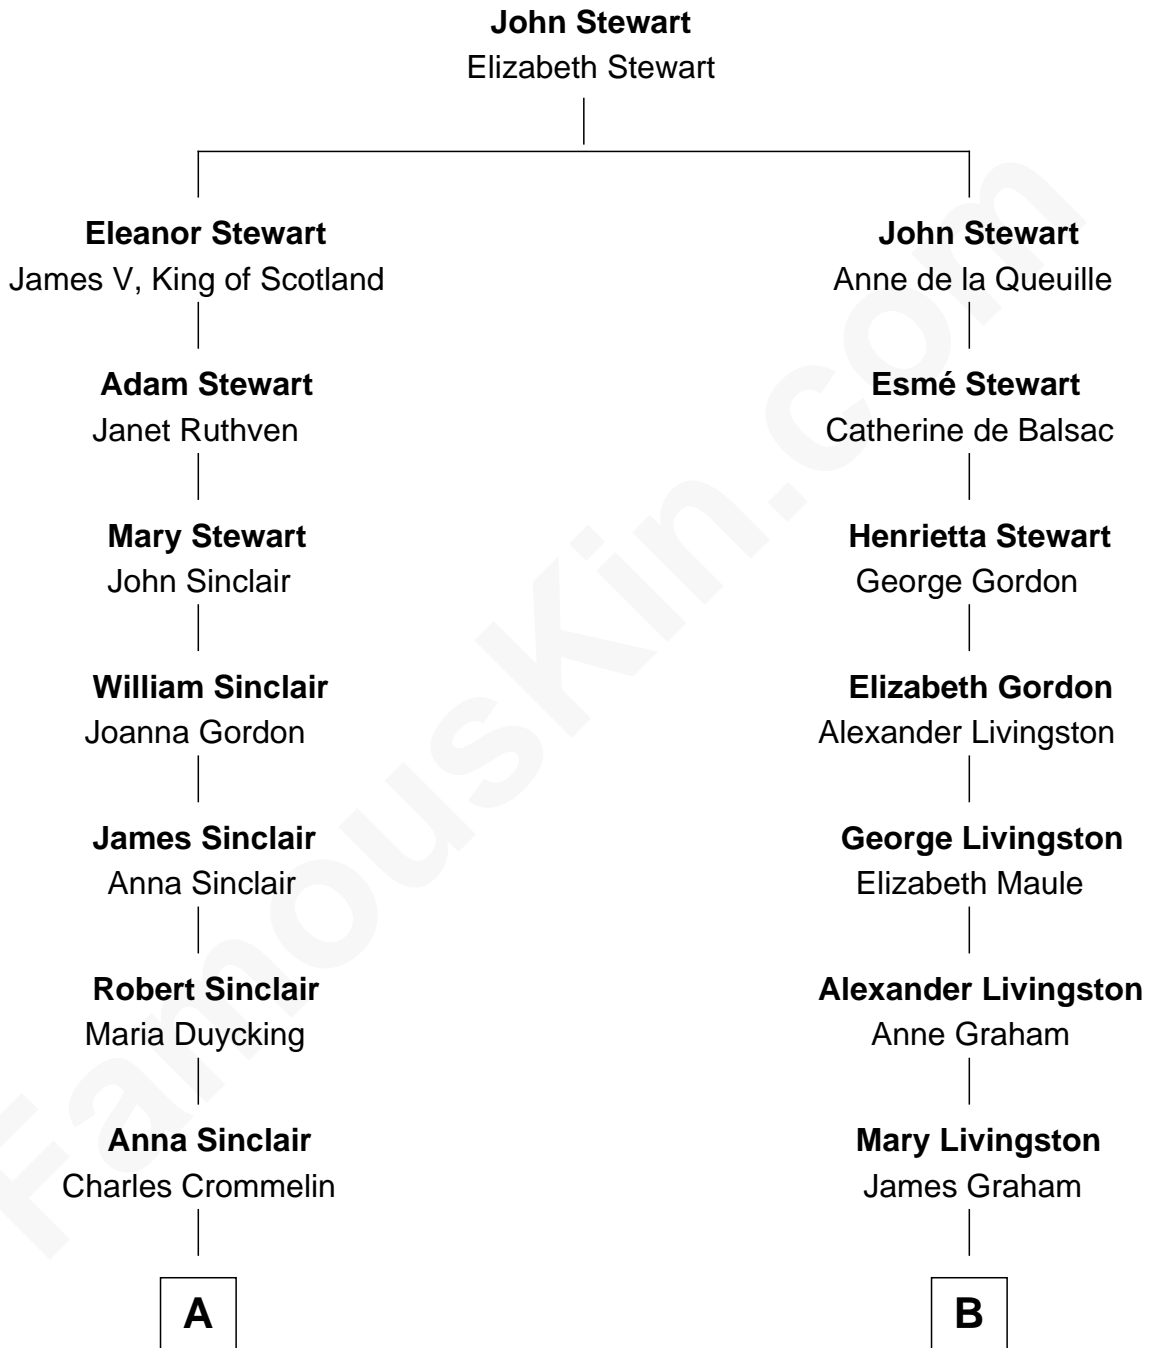 John Stewart
Elizabeth Stewart
Eleanor Stewart
James V, King of Scotland
John Stewart
Anne de la Queuille
Adam Stewart
Janet Ruthven
Esmé Stewart
Catherine de Balsac
Mary Stewart
John Sinclair
Henrietta Stewart
George Gordon
William Sinclair
Joanna Gordon
Elizabeth Gordon
Alexander Livingston
James Sinclair
Anna Sinclair
George Livingston
Elizabeth Maule
Robert Sinclair
Maria Duycking
Alexander Livingston
Anne Graham
Anna Sinclair
Charles Crommelin
Mary Livingston
James Graham
A
B
FamousKin.com